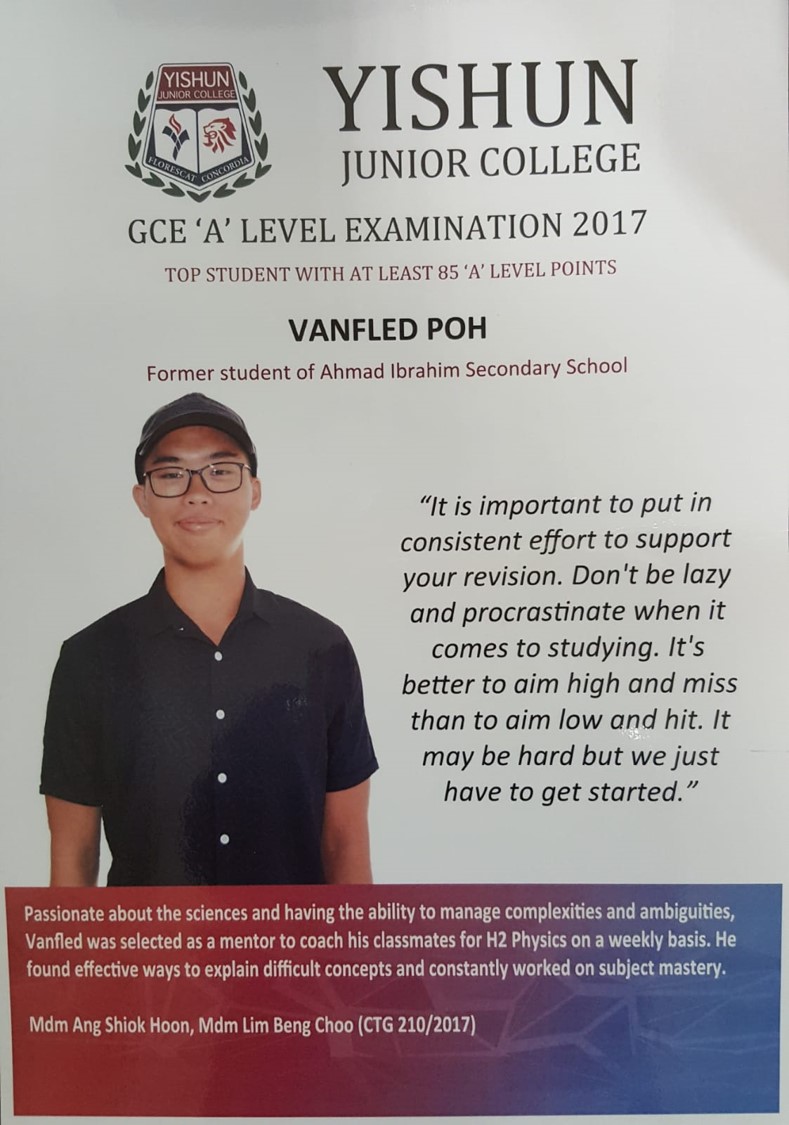 YISHUN
JUNIOR COLLEGE
FLORESCAT CONCORDIA
YISHUN
JUNIOR COLLEGE
GCE ‘A’ LEVEL EXAMINATION 2017
TOP STUDENT WITH AT LEAST 85 ‘A’ LEVEL POINTS
VANFLED POH
Former student of Ahmad Ibrahim Secondary School
“It is important to put in
consistent effort to support
your revision. Don't be lazy
and procrastinate when it
comes to studying. It's
better to aim high and miss
than to aim low and hit. It
may be hard but we just
have to get started.”
Passionate about the sciences and having the ability to manage complexities and ambiguities,
Vanfled was selected as a mentor to coach his classmates for H2 Physics on a weekly basis. He
found effective ways to explain difficult concepts and constantly worked on subject mastery.
Mdm Ang Shiok Hoon, Mdm Lim Beng Choo (CTG 210/2017)